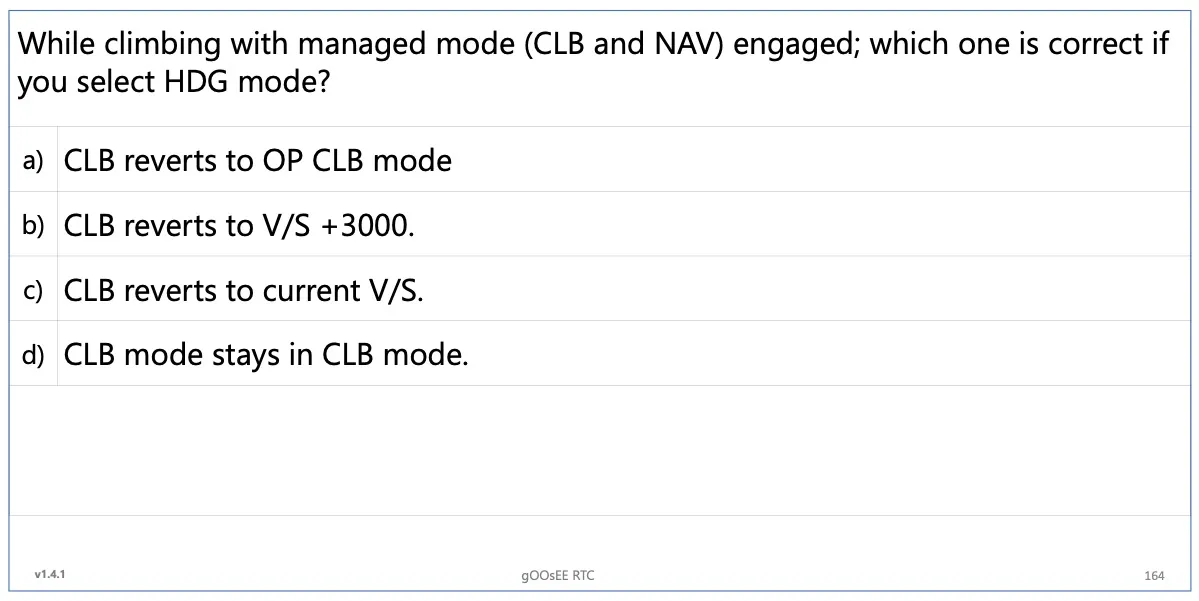 While climbing with managed mode (CLB and NAV) engaged; which one is correct if
you select HDG mode?
a) CLB reverts to OP CLB mode
b) CLB reverts to V/S +3000.
c) CLB reverts to current V/S.
d) CLB mode stays in CLB mode.
v1.4.1 gOOsEE RTC 164